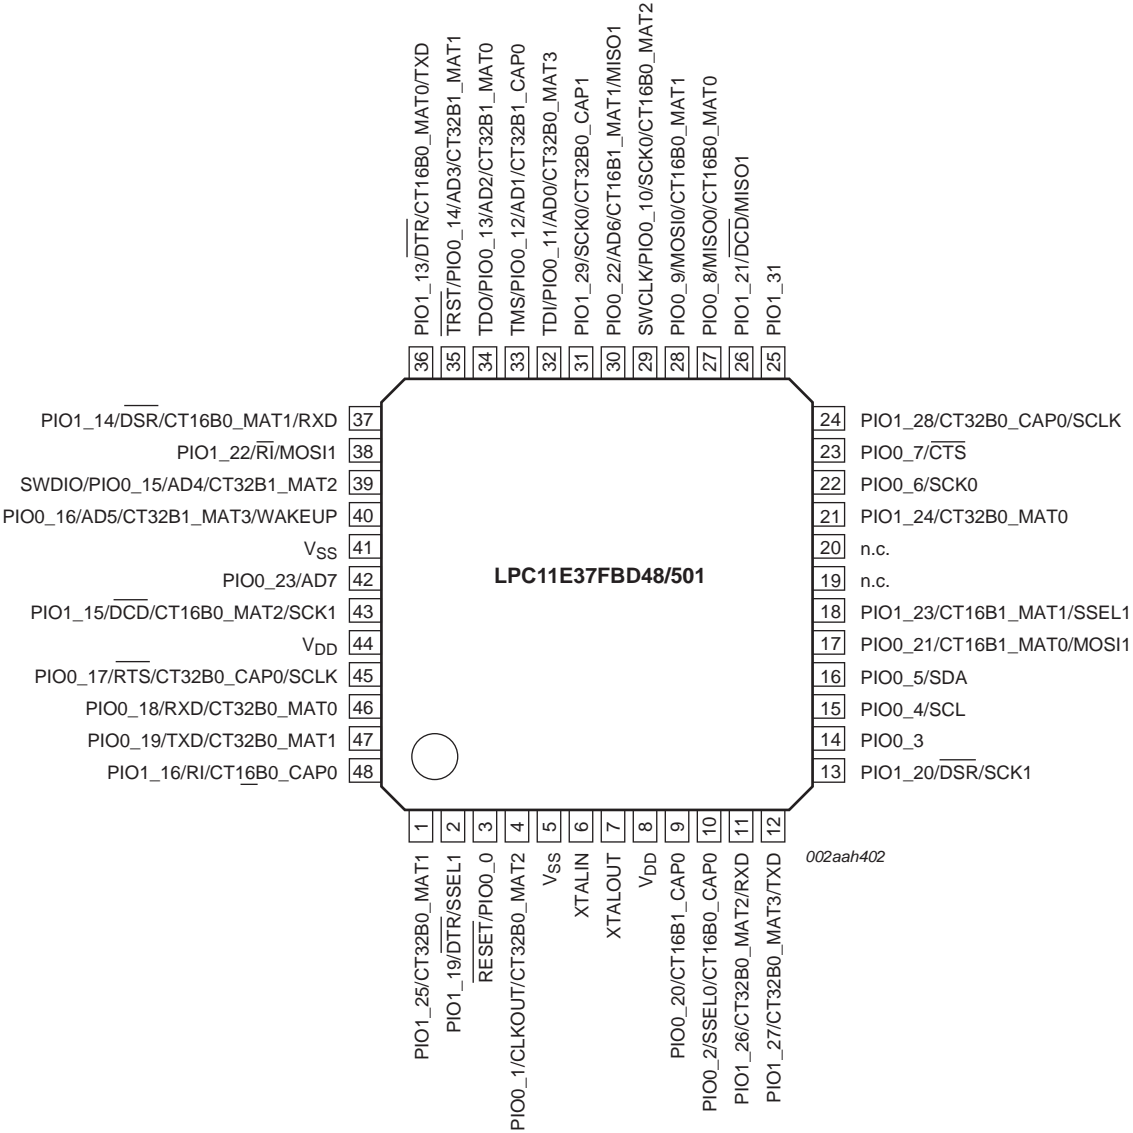 PIO1_13/DTR/CT16B0_MAT0/TXD
TRST/PIO0_14/AD3/CT32B1_MAT1
TDO/PIO0_13/AD2/CT32B1_MAT0
TMS/PIO0_12/AD1/CT32B1_CAP0
TDI/PIO0_11/AD0/CT32B0_MAT3
PIO1_29/SCK0/CT32B0_CAP1
PIO0_22/AD6/CT16B1_MAT1/MISO1
SWCLK/PIO0_10/SCK0/CT16B0_MAT2
PIO0_9/MOSI0/CT16B0_MAT1
PIO0_8/MISO0/CT16B0_MAT0
PIO1_21/DCD/MISO1
PIO1_31
36
35
34
33
32
31
30
29
28
27
26
25
PIO1_14/DSR/CT16B0_MAT1/RXD 37
PIO1_22/RI/MOSI1 38
SWDIO/PIO0_15/AD4/CT32B1_MAT2 39
PIO0_16/AD5/CT32B1_MAT3/WAKEUP 40
VSS 41
PIO0_23/AD7 42
PIO1_15/DCD/CT16B0_MAT2/SCK1 43
VDD 44
PIO0_17/RTS/CT32B0_CAP0/SCLK 45
PIO0_18/RXD/CT32B0_MAT0 46
PIO0_19/TXD/CT32B0_MAT1 47
PIO1_16/RI/CT16B0_CAP0 48
LPC11E37FBD48/501
24 PIO1_28/CT32B0_CAP0/SCLK
23 PIO0_7/CTS
22 PIO0_6/SCK0
21 PIO1_24/CT32B0_MAT0
20 n.c.
19 n.c.
18 PIO1_23/CT16B1_MAT1/SSEL1
17 PIO0_21/CT16B1_MAT0/MOSI1
16 PIO0_5/SDA
15 PIO0_4/SCL
14 PIO0_3
13 PIO1_20/DSR/SCK1
1
2
3
4
5
6
7
8
9
10
11
12
PIO1_25/CT32B0_MAT1
PIO1_19/DTR/SSEL1
RESET/PIO0_0
PIO0_1/CLKOUT/CT32B0_MAT2
VSS
XTALIN
XTALOUT
VDD
PIO0_20/CT16B1_CAP0
PIO0_2/SSEL0/CT16B0_CAP0
PIO1_26/CT32B0_MAT2/RXD
PIO1_27/CT32B0_MAT3/TXD
002aah402